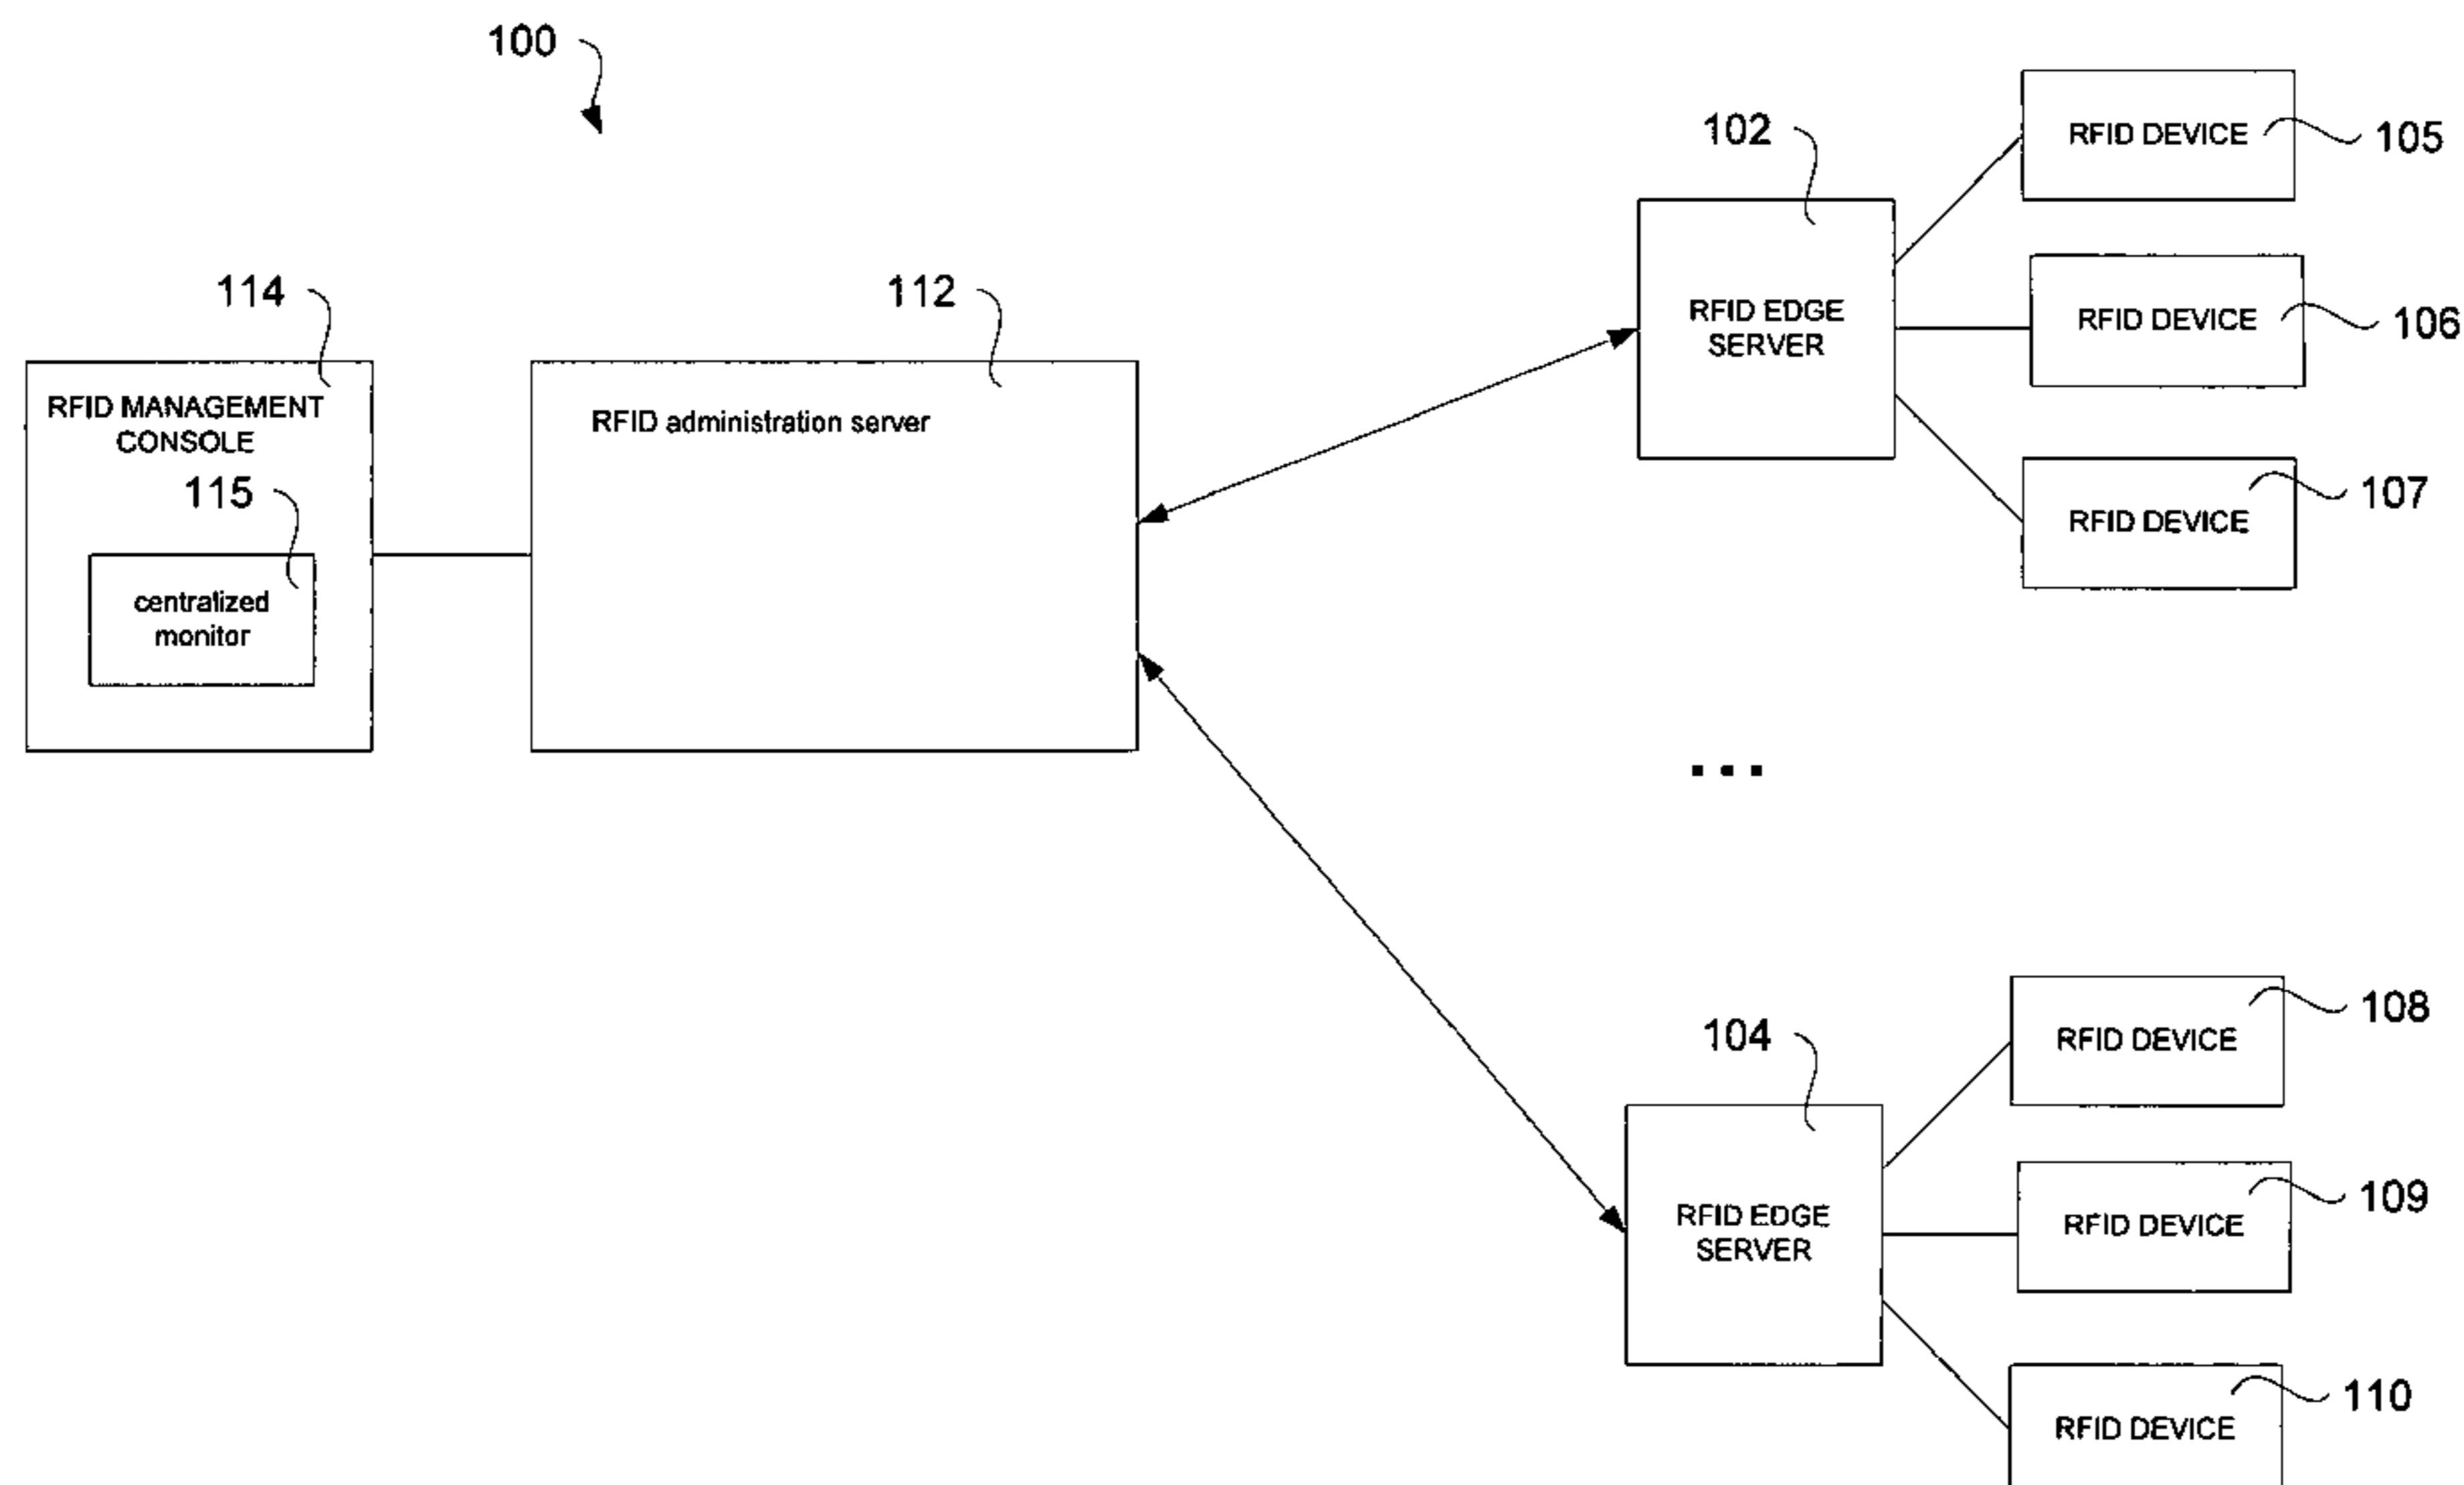 100
102
RFID DEVICE
105
RFID EDGE
SERVER
RFID DEVICE
106
RFID DEVICE
107
114
RFID MANAGEMENT
CONSOLE
115
centralized
monitor
112
RFID administration server
...
104
RFID EDGE
SERVER
RFID DEVICE
108
RFID DEVICE
109
RFID DEVICE
110